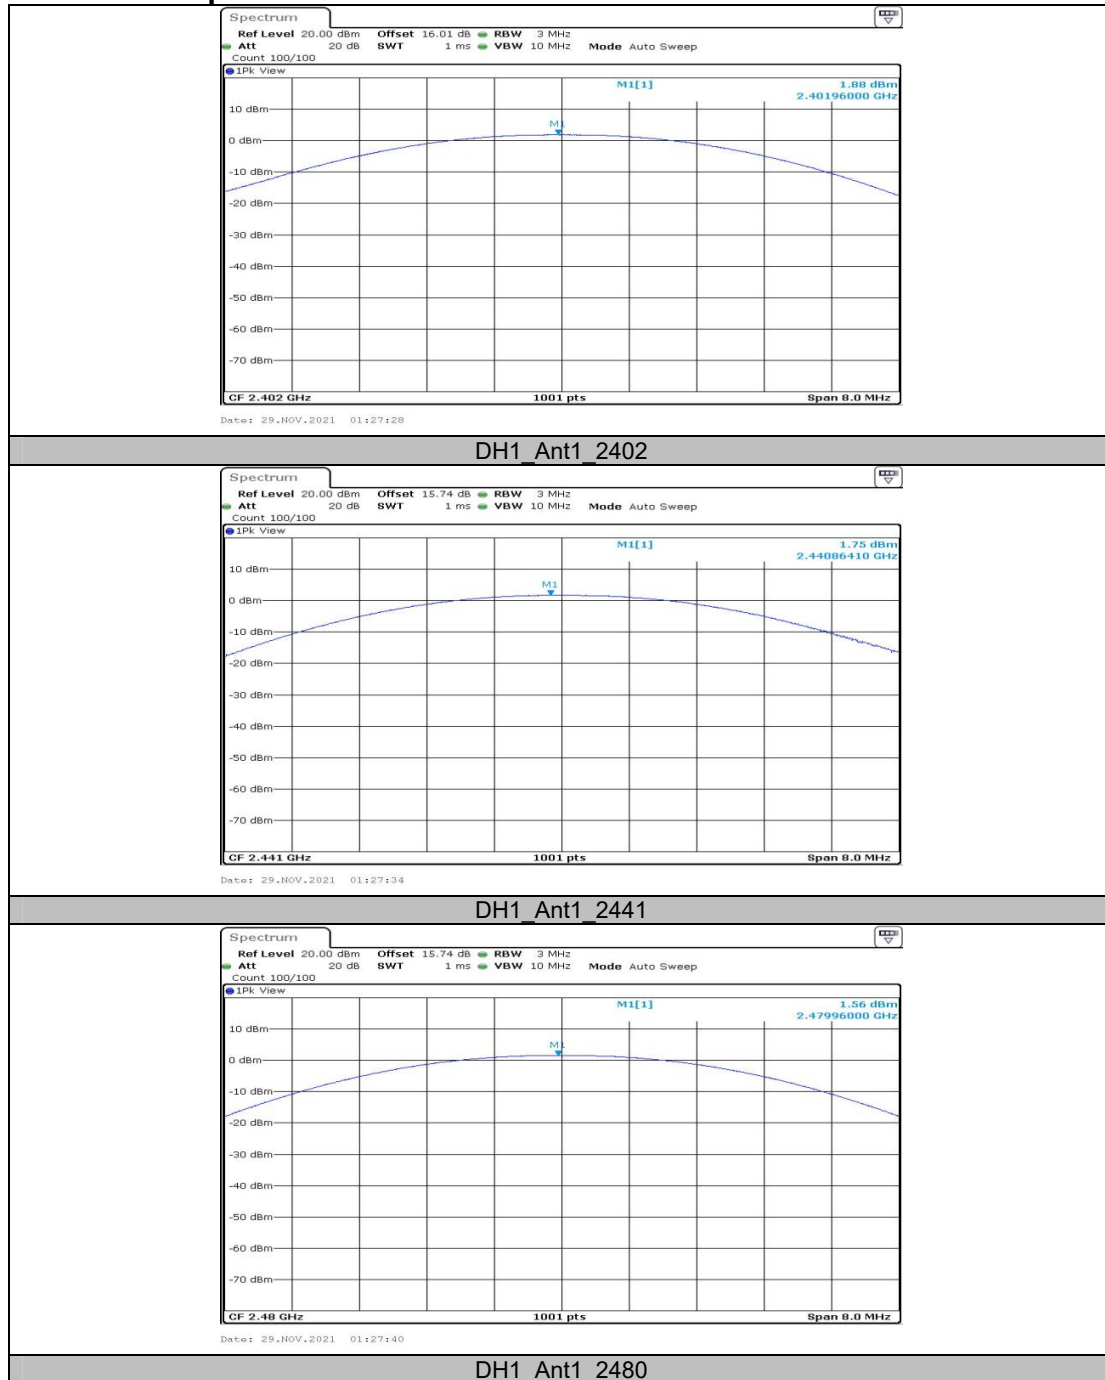 Spectrum
Ref Level 20.00 dBm Offset 16.01 dB RBW 3 MHz
Att 20 dB SWT 1 ms VBW 10 MHz Mode Auto Sweep
Count 100/100
1Pk View
M1[1] 1.88 dBm
2.40196000 GHz
10 dBm
M1
0 dBm
-10 dBm
-20 dBm
-30 dBm
-40 dBm
-50 dBm
-60 dBm
-70 dBm
CF 2.402 GHz 1001 pts Span 8.0 MHz
Date: 29.NOV.2021 01:27:28
DH1_Ant1_2402
Spectrum
Ref Level 20.00 dBm Offset 15.74 dB RBW 3 MHz
Att 20 dB SWT 1 ms VBW 10 MHz Mode Auto Sweep
Count 100/100
1Pk View
M1[1] 1.75 dBm
2.44086410 GHz
10 dBm
M1
0 dBm
-10 dBm
-20 dBm
-30 dBm
-40 dBm
-50 dBm
-60 dBm
-70 dBm
CF 2.441 GHz 1001 pts Span 8.0 MHz
Date: 29.NOV.2021 01:27:34
DH1_Ant1_2441
Spectrum
Ref Level 20.00 dBm Offset 15.74 dB RBW 3 MHz
Att 20 dB SWT 1 ms VBW 10 MHz Mode Auto Sweep
Count 100/100
1Pk View
M1[1] 1.56 dBm
2.47996000 GHz
10 dBm
M1
0 dBm
-10 dBm
-20 dBm
-30 dBm
-40 dBm
-50 dBm
-60 dBm
-70 dBm
CF 2.48 GHz 1001 pts Span 8.0 MHz
Date: 29.NOV.2021 01:27:40
DH1_Ant1_2480